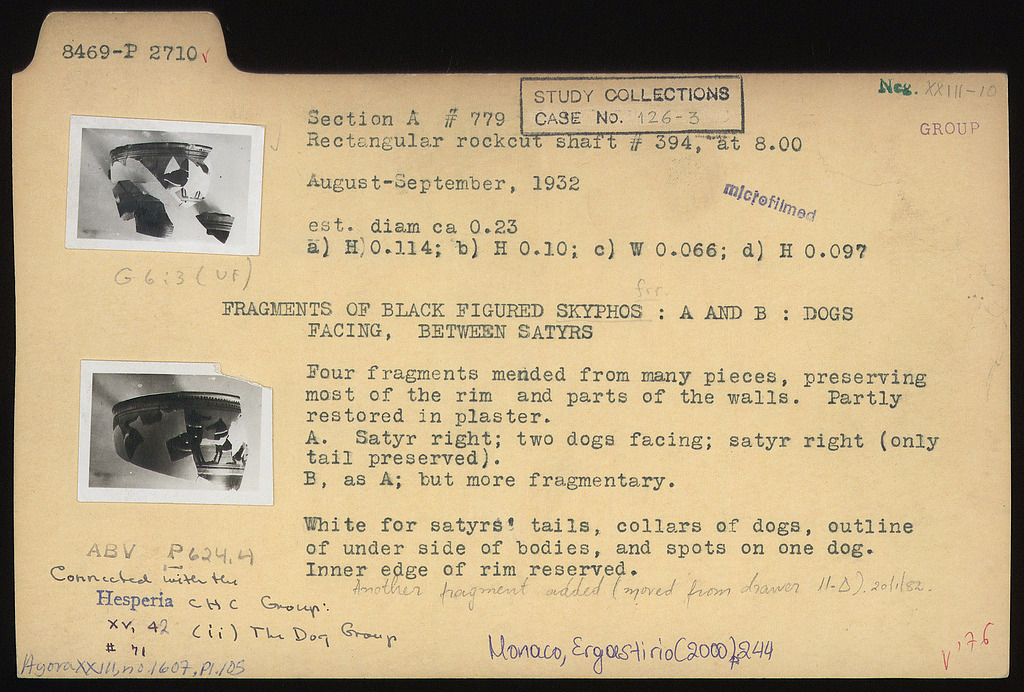 8469-P 2710 v
Neg. XXIII-10
STUDY COLLECTIONS
CASE No. 126-3
GROUP
Section A # 779
Rectangular rockcut shaft # 394, at 8.00
August-September, 1932
microfilmed
est. diam ca 0.23
a) H 0.114; b) H 0.10; c) W 0.066; d) H 0.097
G 6:3 (UF)
frr.
FRAGMENTS OF BLACK FIGURED SKYPHOS : A AND B : DOGS
FACING, BETWEEN SATYRS
Four fragments mended from many pieces, preserving
most of the rim and parts of the walls. Partly
restored in plaster.
A. Satyr right; two dogs facing; satyr right (only
tail preserved).
B, as A; but more fragmentary.
White for satyrs' tails, collars of dogs, outline
of under side of bodies, and spots on one dog.
Inner edge of rim reserved.
Another fragment added (moved from drawer 11-Δ). 20/1/82.
ABV P624,4
Connected with the
Hesperia CHC Group:
XV, 42 (ii) The Dog Group
# 71
Agora XXIII, no. 1607, Pl. 105
Monaco, Ergastirio (2000), 244
v '76